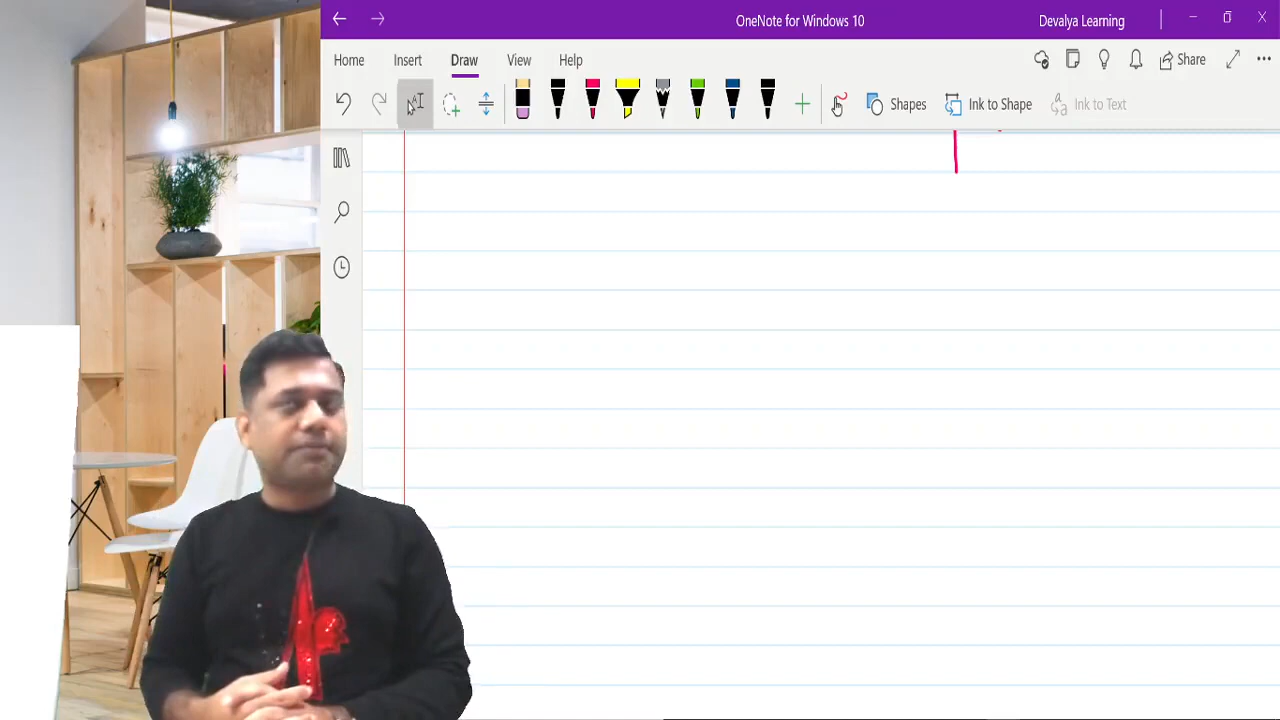 OneNote for Windows 10
Devalya Learning
Home Insert Draw View Help
Share
Shapes
Ink to Shape
Ink to Text